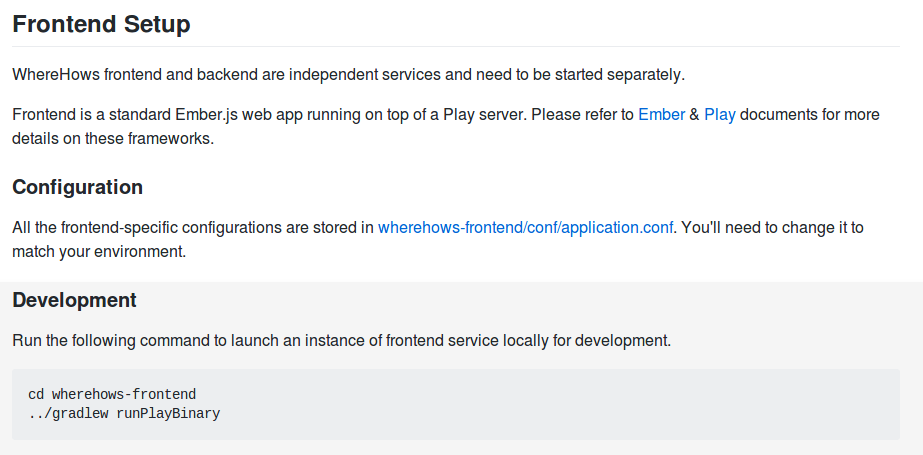 Frontend Setup
WhereHows frontend and backend are independent services and need to be started separately.
Frontend is a standard Ember.js web app running on top of a Play server. Please refer to Ember & Play documents for more
details on these frameworks.
Configuration
All the frontend-specific configurations are stored in wherehows-frontend/conf/application.conf. You'll need to change it to
match your environment.
Development
Run the following command to launch an instance of frontend service locally for development.
cd wherehows-frontend
../gradlew runPlayBinary